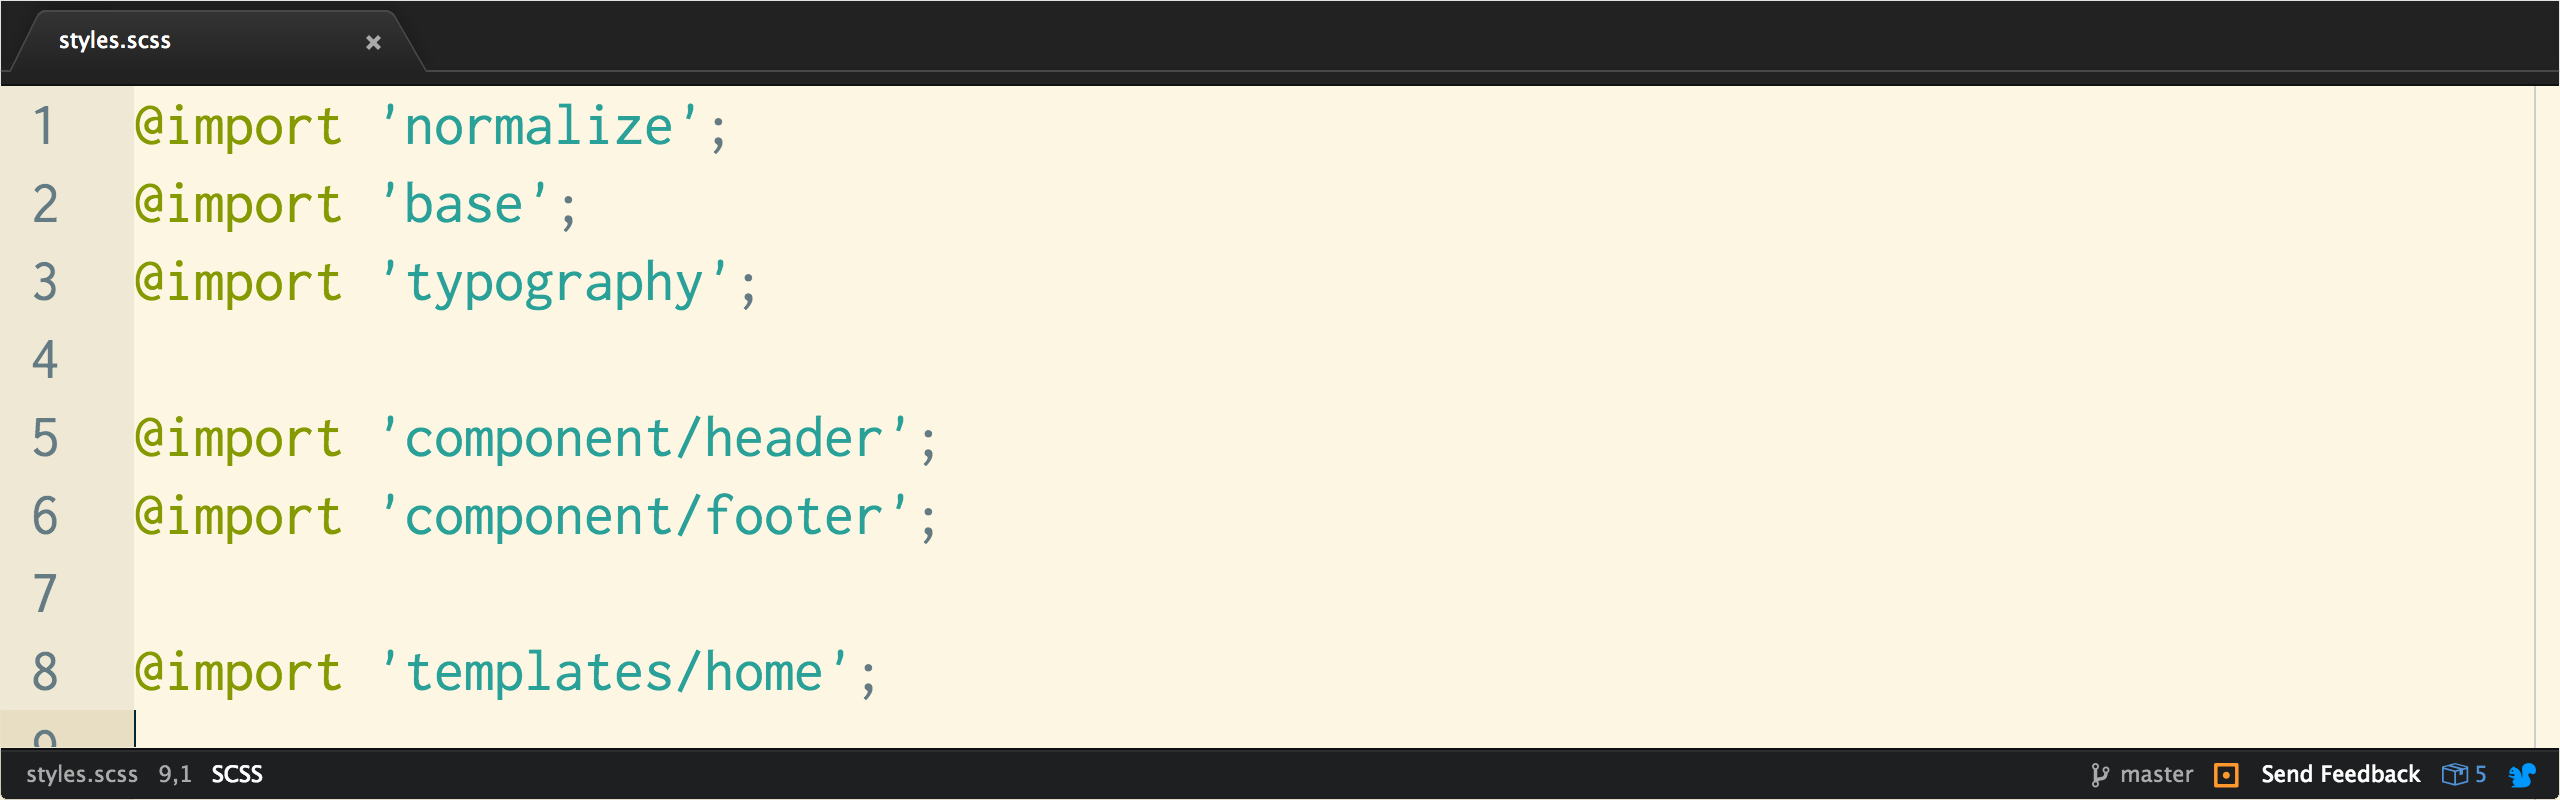 styles.scss
1 @import 'normalize';
2 @import 'base';
3 @import 'typography';
4
5 @import 'component/header';
6 @import 'component/footer';
7
8 @import 'templates/home';
9
styles.scss 9,1 SCSS master Send Feedback 5